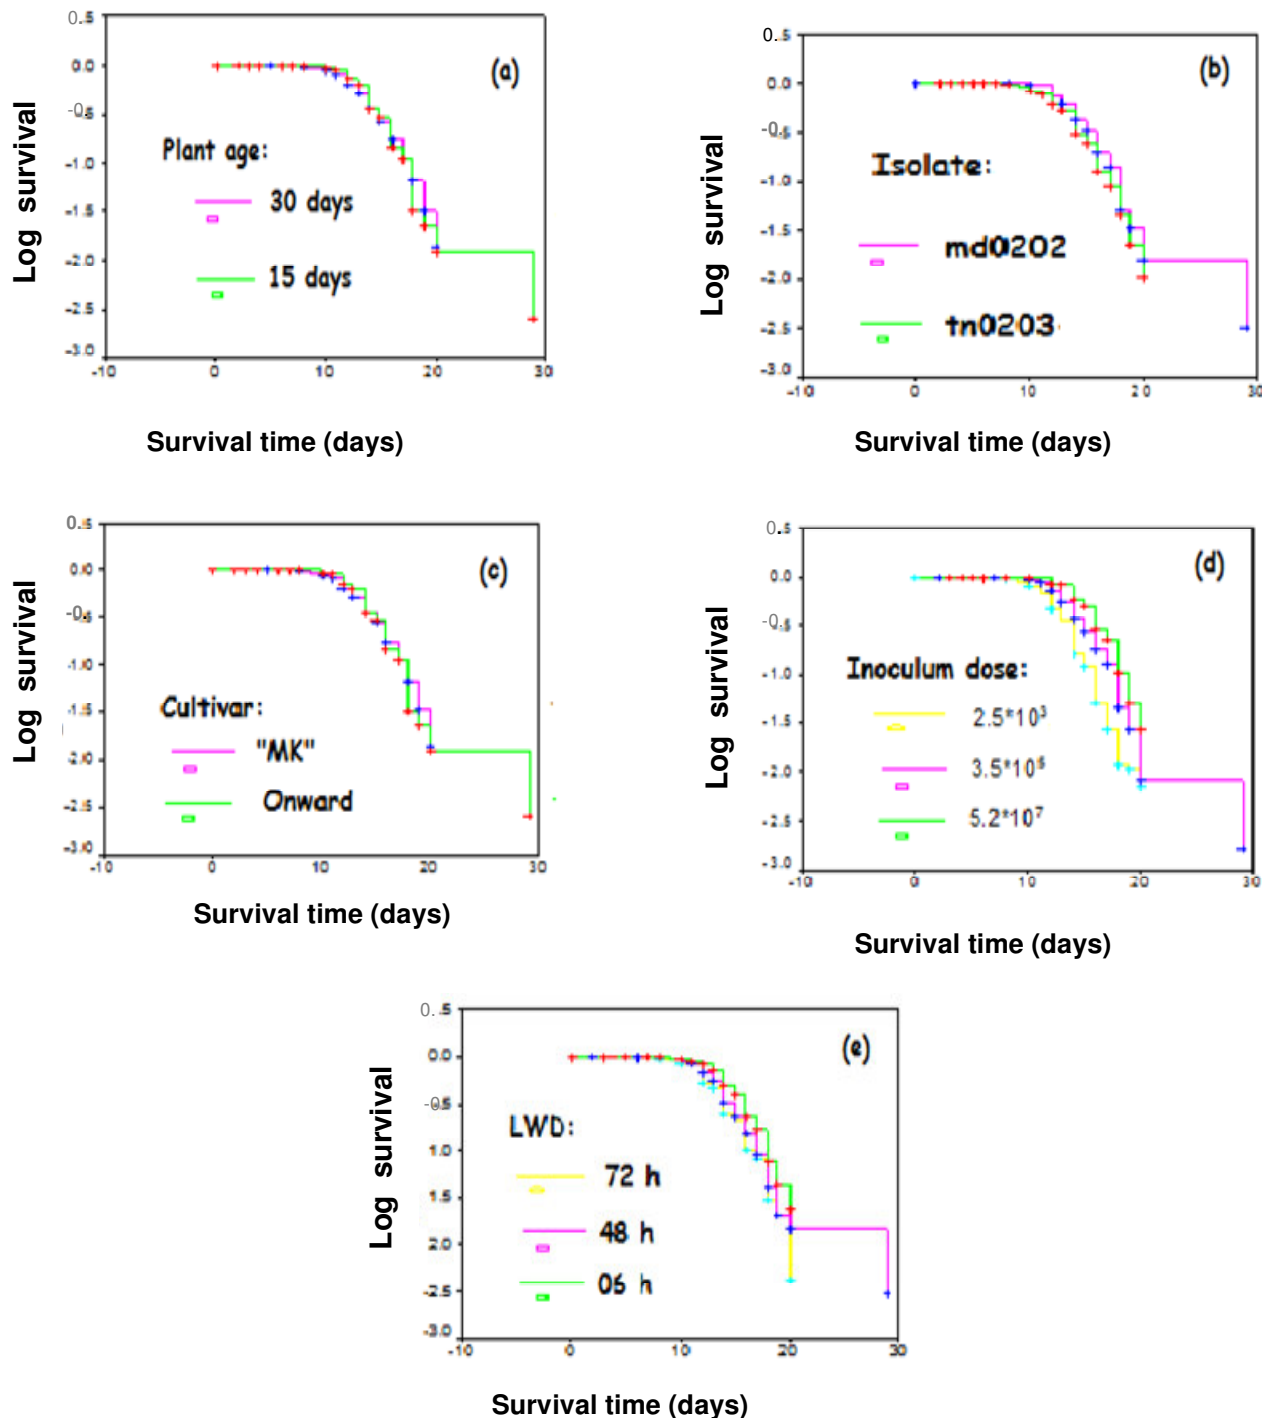 0.5
(a)
0.0
-0.5
Plant age:
-1.0
30 days
-1.5
-2.0
15 days
-2.5
-3.0
-10 0 10 20 30
Log survival
Survival time (days)
0.5
(b)
0.0
-0.5
Isolate:
-1.0
-1.5
md0202
-2.0
tn0203
-2.5
-3.0
-10 0 10 20 30
Log survival
Survival time (days)
0.5
(c)
0.0
-0.5
-1.0
Cultivar:
-1.5
"MK"
-2.0
Onward
-2.5
-3.0
-10 0 10 20 30
Log survival
Survival time (days)
0.5
(d)
0.0
-0.5
Inoculum dose:
-1.0
2.5*10³
-1.5
3.5*10⁵
-2.0
5.2*10⁷
-2.5
-3.0
-10 0 10 20 30
Log survival
Survival time (days)
0.5
(e)
0.0
-0.5
LWD:
1.0
72 h
1.5
48 h
2.0
06 h
-2.5
-3.0
-10 0 10 20 30
Log survival
Survival time (days)